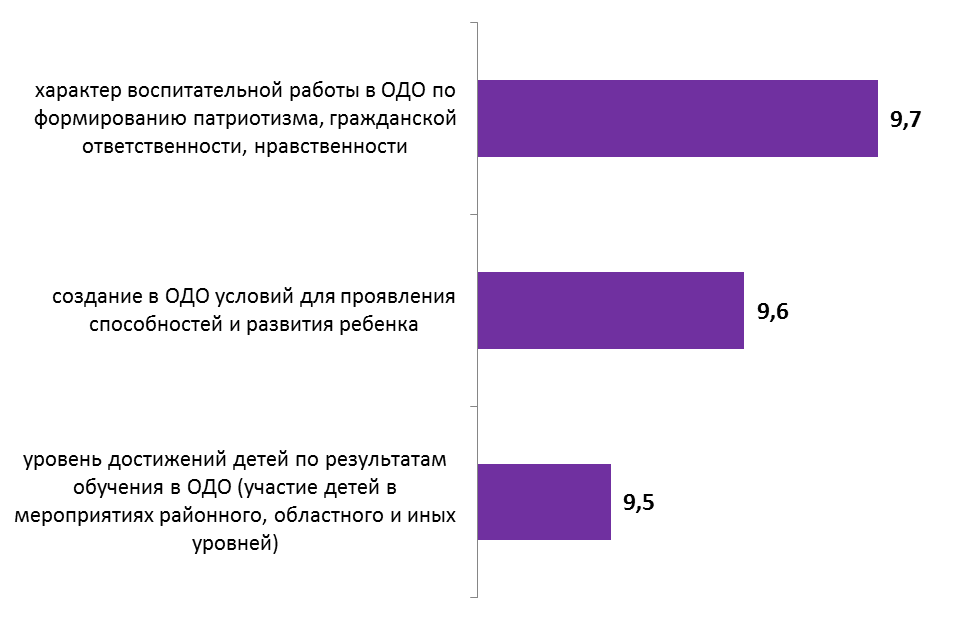 характер воспитательной работы в ОДО по
формированию патриотизма, гражданской
ответственности, нравственности
9,7
создание в ОДО условий для проявления
способностей и развития ребенка
9,6
уровень достижений детей по результатам
обучения в ОДО (участие детей в
мероприятиях районного, областного и иных
уровней)
9,5